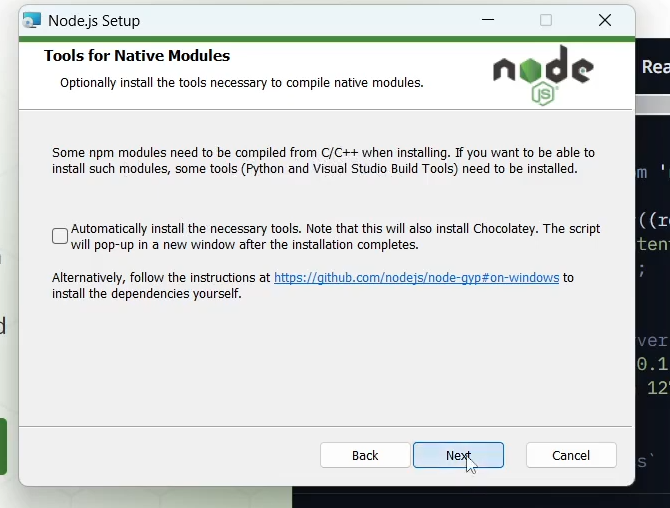 Node.js Setup
Tools for Native Modules
Optionally install the tools necessary to compile native modules.
node
JS
Some npm modules need to be compiled from C/C++ when installing. If you want to be able to
install such modules, some tools (Python and Visual Studio Build Tools) need to be installed.
Automatically install the necessary tools. Note that this will also install Chocolatey. The script
will pop-up in a new window after the installation completes.
Alternatively, follow the instructions at https://github.com/nodejs/node-gyp#on-windows to
install the dependencies yourself.
Back
Next
Cancel